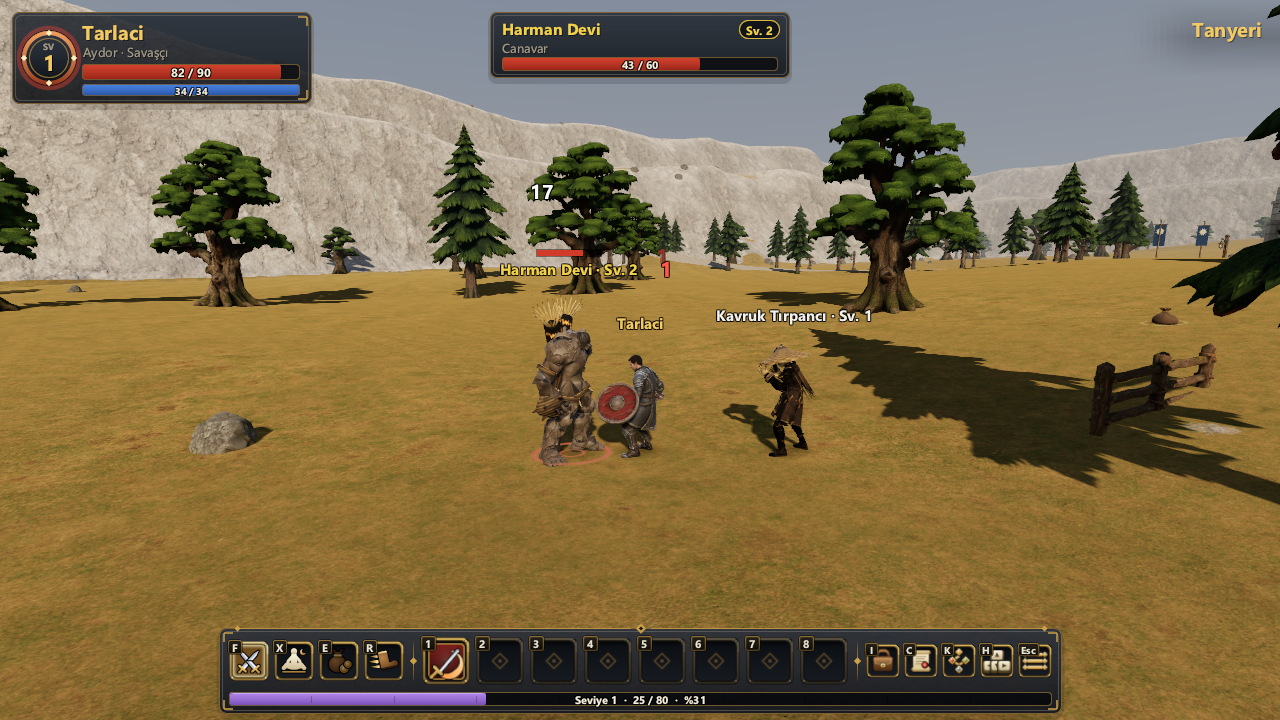 Tarlaci
SV
1
Aydor · Savaşçı
82 / 90
34 / 34
Harman Devi
Sv. 2
Canavar
43 / 60
Tanyeri
17
Harman Devi · Sv. 2
1
Tarlaci
Kavruk Tırpancı · Sv. 1
F
X
E
R
1
2
3
4
5
6
7
8
I
C
K
H
Esc
Seviye 1 · 25 / 80 · %31